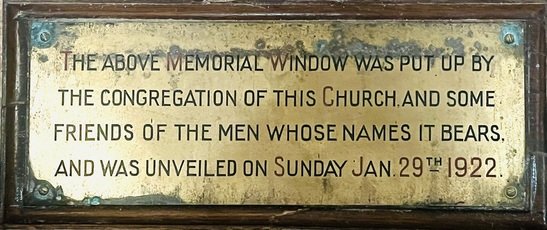 THE ABOVE MEMORIAL WINDOW WAS PUT UP BY
THE CONGREGATION OF THIS CHURCH, AND SOME
FRIENDS OF THE MEN WHOSE NAMES IT BEARS,
AND WAS UNVEILED ON SUNDAY JAN. 29TH 1922.